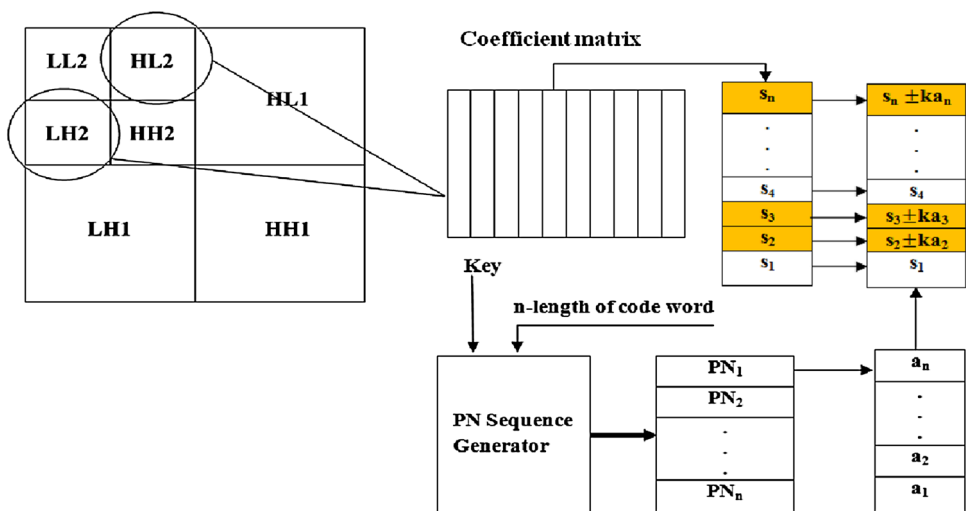 LL2
HL2
HL1
LH2
HH2
LH1
HH1
Coefficient matrix
sₙ
.
.
.
s₄
s₃
s₂
s₁
sₙ ±kaₙ
.
.
.
s₄
s₃±ka₃
s₂±ka₂
s₁
Key
n-length of code word
PN Sequence
Generator
PN₁
PN₂
.
.
.
PNₙ
aₙ
.
.
.
a₂
a₁